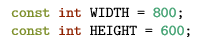 const int WIDTH = 800;
const int HEIGHT = 600;